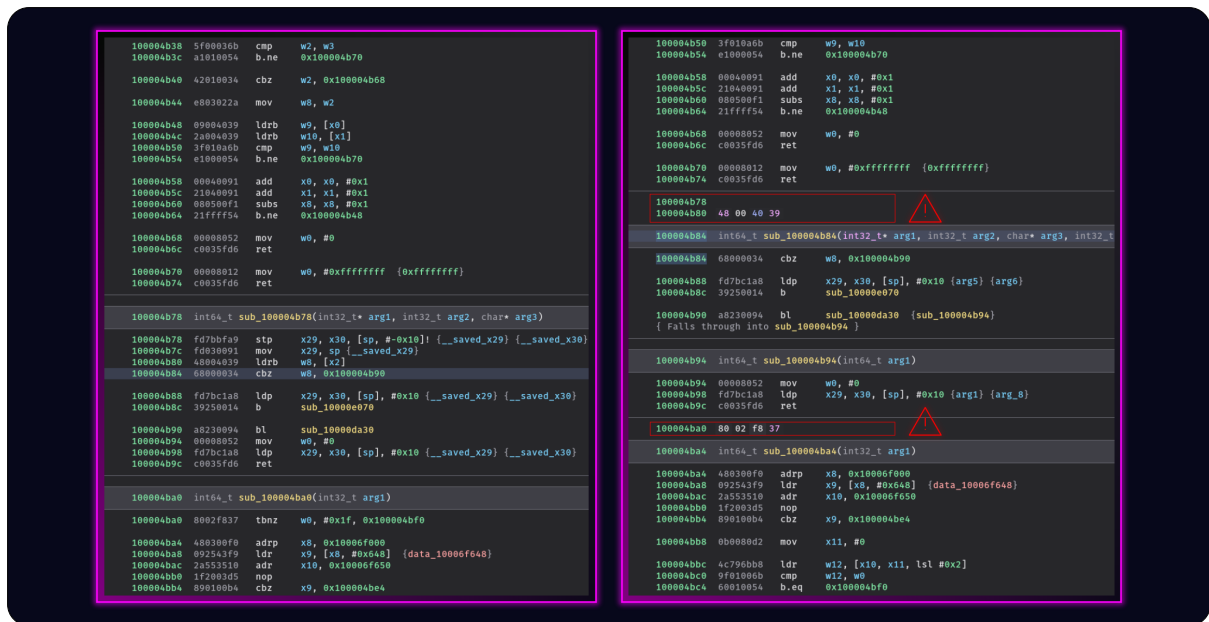 100004b38 5f00036b cmp w2, w3
100004b3c a1010054 b.ne 0x100004b70
100004b40 42010034 cbz w2, 0x100004b68
100004b44 e803022a mov w8, w2
100004b48 09004039 ldrb w9, [x0]
100004b4c 2a004039 ldrb w10, [x1]
100004b50 3f010a6b cmp w9, w10
100004b54 e1000054 b.ne 0x100004b70
100004b58 00040091 add x0, x0, #0x1
100004b5c 21040091 add x1, x1, #0x1
100004b60 080500f1 subs x8, x8, #0x1
100004b64 21ffff54 b.ne 0x100004b48
100004b68 00008052 mov w0, #0
100004b6c c0035fd6 ret
100004b70 00008012 mov w0, #0xffffffff {0xffffffff}
100004b74 c0035fd6 ret
100004b78 int64_t sub_100004b78(int32_t* arg1, int32_t arg2, char* arg3)
100004b78 fd7bbfa9 stp x29, x30, [sp, #-0x10]! {__saved_x29} {__saved_x30}
100004b7c fd030091 mov x29, sp {__saved_x29}
100004b80 48004039 ldrb w8, [x2]
100004b84 68000034 cbz w8, 0x100004b90
100004b88 fd7bc1a8 ldp x29, x30, [sp], #0x10 {__saved_x29} {__saved_x30}
100004b8c 39250014 b sub_10000e070
100004b90 a8230094 bl sub_10000da30
100004b94 00008052 mov w0, #0
100004b98 fd7bc1a8 ldp x29, x30, [sp], #0x10 {__saved_x29} {__saved_x30}
100004b9c c0035fd6 ret
100004ba0 int64_t sub_100004ba0(int32_t arg1)
100004ba0 8002f837 tbnz w0, #0x1f, 0x100004bf0
100004ba4 480300f0 adrp x8, 0x10006f000
100004ba8 092543f9 ldr x9, [x8, #0x648] {data_10006f648}
100004bac 2a553510 adr x10, 0x10006f650
100004bb0 1f2003d5 nop
100004bb4 890100b4 cbz x9, 0x100004be4
100004b50 3f010a6b cmp w9, w10
100004b54 e1000054 b.ne 0x100004b70
100004b58 00040091 add x0, x0, #0x1
100004b5c 21040091 add x1, x1, #0x1
100004b60 080500f1 subs x8, x8, #0x1
100004b64 21ffff54 b.ne 0x100004b48
100004b68 00008052 mov w0, #0
100004b6c c0035fd6 ret
100004b70 00008012 mov w0, #0xffffffff {0xffffffff}
100004b74 c0035fd6 ret
100004b78
100004b80 48 00 40 39
!
100004b84 int64_t sub_100004b84(int32_t* arg1, int32_t arg2, char* arg3, int32_t
100004b84 68000034 cbz w8, 0x100004b90
100004b88 fd7bc1a8 ldp x29, x30, [sp], #0x10 {arg5} {arg6}
100004b8c 39250014 b sub_10000e070
100004b90 a8230094 bl sub_10000da30 {sub_100004b94}
{ Falls through into sub_100004b94 }
100004b94 int64_t sub_100004b94(int64_t arg1)
100004b94 00008052 mov w0, #0
100004b98 fd7bc1a8 ldp x29, x30, [sp], #0x10 {arg1} {arg_8}
100004b9c c0035fd6 ret
100004ba0 80 02 f8 37
!
100004ba4 int64_t sub_100004ba4(int32_t arg1)
100004ba4 480300f0 adrp x8, 0x10006f000
100004ba8 092543f9 ldr x9, [x8, #0x648] {data_10006f648}
100004bac 2a553510 adr x10, 0x10006f650
100004bb0 1f2003d5 nop
100004bb4 890100b4 cbz x9, 0x100004be4
100004bb8 0b0080d2 mov x11, #0
100004bbc 4c796bb8 ldr w12, [x10, x11, lsl #0x2]
100004bc0 9f01006b cmp w12, w0
100004bc4 60010054 b.eq 0x100004bf0